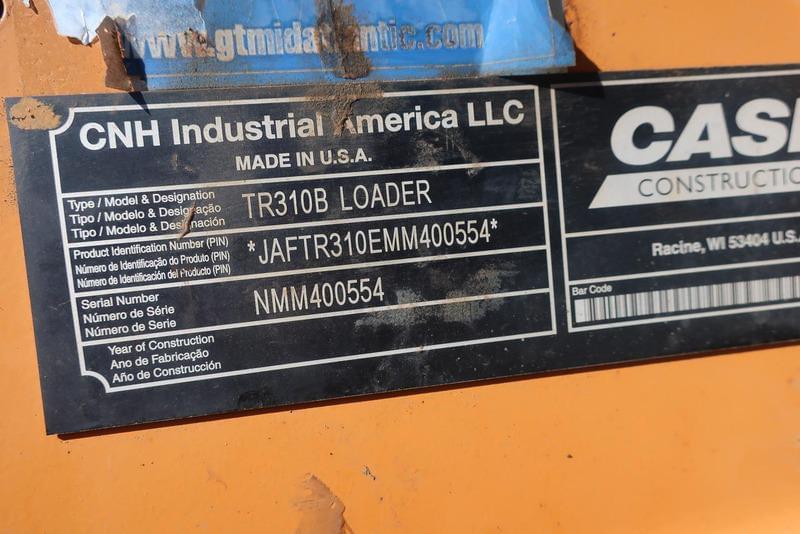 www.gtmidatlantic.com
CNH Industrial America LLC
MADE IN U.S.A.
Type / Model & Designation
Tipo / Modelo & Designação
Tipo / Modelo & Designación
TR310B LOADER
Product Identification Number (PIN)
Número de Identificação do Produto (PIN)
Número de Identificación del Producto (PIN)
*JAFTR310EMM400554*
Serial Number
Número de Série
Número de Serie
NMM400554
Year of Construction
Ano de Fabricação
Año de Construcción
CAS
CONSTRUCTIO
Racine, WI 53404 U.S.
Bar Code